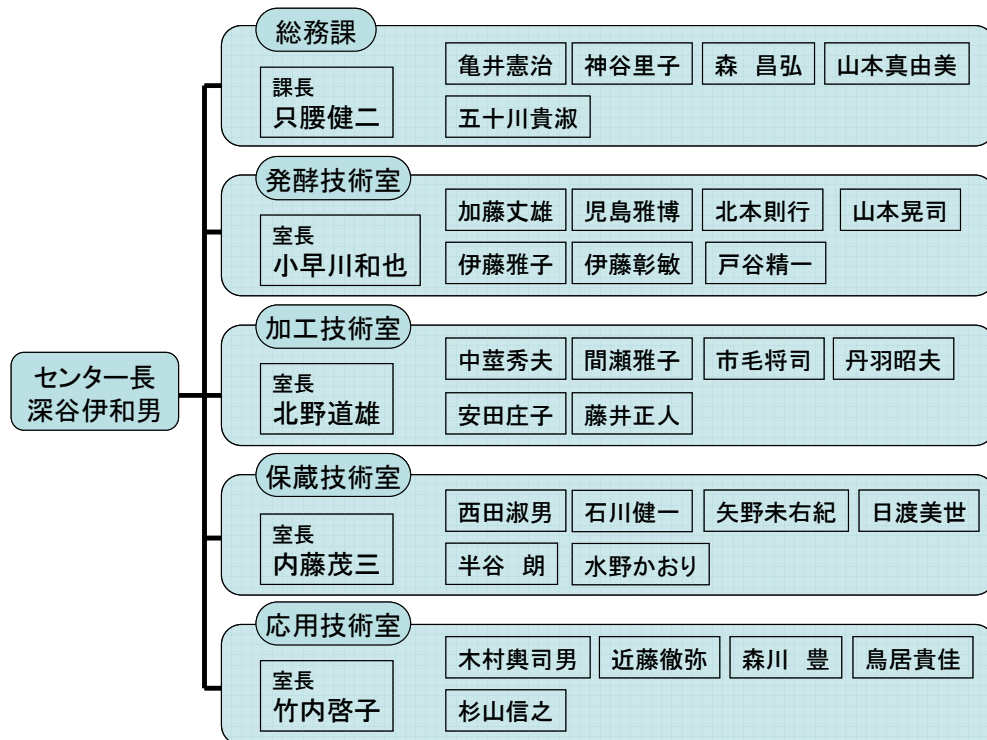 センター長
深谷伊和男
総務課
課長
只腰健二
亀井憲治 神谷里子 森 昌弘 山本真由美
五十川貴淑
発酵技術室
室長
小早川和也
加藤丈雄 児島雅博 北本則行 山本晃司
伊藤雅子 伊藤彰敏 戸谷精一
加工技術室
室長
北野道雄
中莖秀夫 間瀬雅子 市毛将司 丹羽昭夫
安田庄子 藤井正人
保蔵技術室
室長
内藤茂三
西田淑男 石川健一 矢野未右紀 日渡美世
半谷 朗 水野かおり
応用技術室
室長
竹内啓子
木村輿司男 近藤徹弥 森川 豊 鳥居貴佳
杉山信之